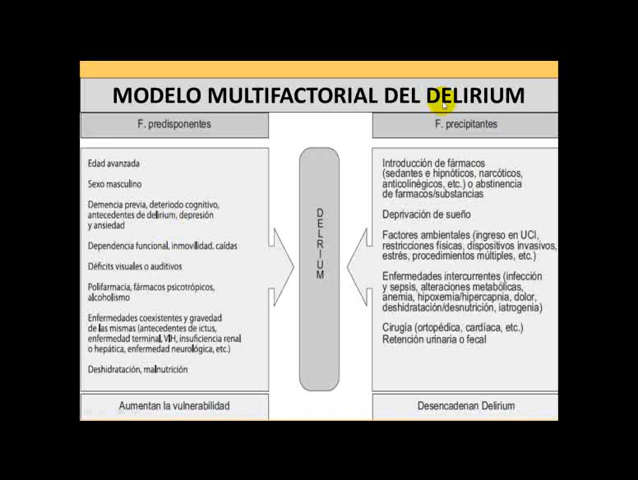 MODELO MULTIFACTORIAL DEL DELIRIUM
F. predisponentes
Edad avanzada
Sexo masculino
Demencia previa, deteriodo cognitivo,
antecedentes de delirium, depresión
y ansiedad
Dependencia funcional, inmovilidad, caídas
Déficits visuales o auditivos
Polifarmacia, fármacos psicotrópicos,
alcoholismo
Enfermedades coexistentes y gravedad
de las mismas (antecedentes de ictus,
enfermedad terminal, VIH, insuficiencia renal
o hepática, enfermedad neurológica, etc.)
Deshidratación, malnutrición
Aumentan la vulnerabilidad
DELRIUM
F. precipitantes
Introducción de fármacos
(sedantes e hipnóticos, narcóticos,
anticolinégicos, etc.) o abstinencia
de farmacos/substancias
Deprivación de sueño
Factores ambientales (ingreso en UCI,
restricciones físicas, dispositivos invasivos,
estrés, procedimientos múltiples, etc.)
Enfermedades intercurrentes (infección
y sepsis, alteraciones metabólicas,
anemia, hipoxemia/hipercapnia, dolor,
deshidratación/desnutrición, iatrogenia)
Cirugía (ortopédica, cardíaca, etc.)
Retención urinaria o fecal
Desencadenan Delirium